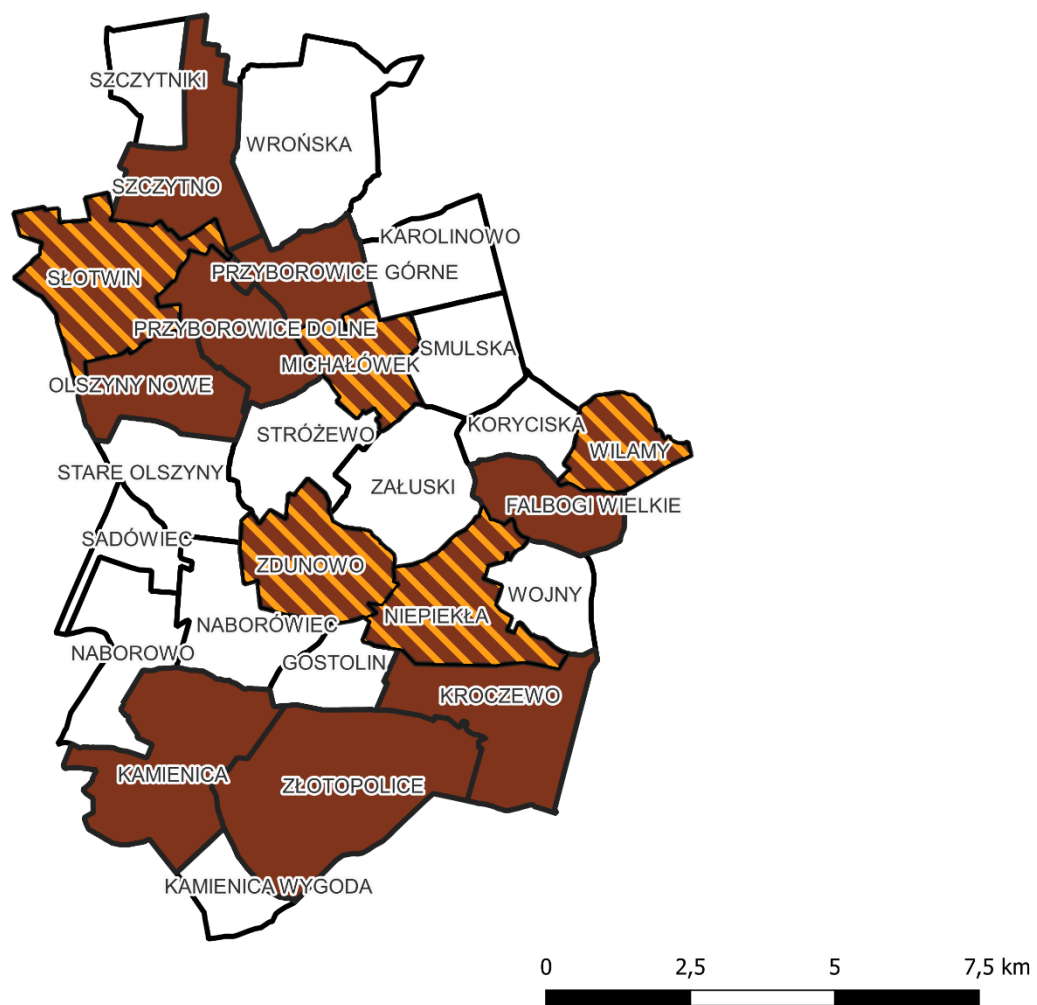 SZCZYTNIKI
WROŃSKA
SZCZYTNO
KAROLINOWO
PRZYBOROWICE GÓRNE
SŁOTWIN
PRZYBOROWICE DOLNE
SMULSKA
MICHAŁÓWEK
OLSZYNY NOWE
KORYCISKA
STRÓŻEWO
WILAMY
STARE OLSZYNY
ZAŁUSKI
FALBOGI WIELKIE
SADÓWIEC
ZDUNOWO
WOJNY
NIEPIEKŁA
NABORÓWIEC
NABOROWO
GOSTOLIN
KROCZEWO
KAMIENICA
ZŁOTOPOLICE
KAMIENICA WYGODA
0 2,5 5 7,5 km